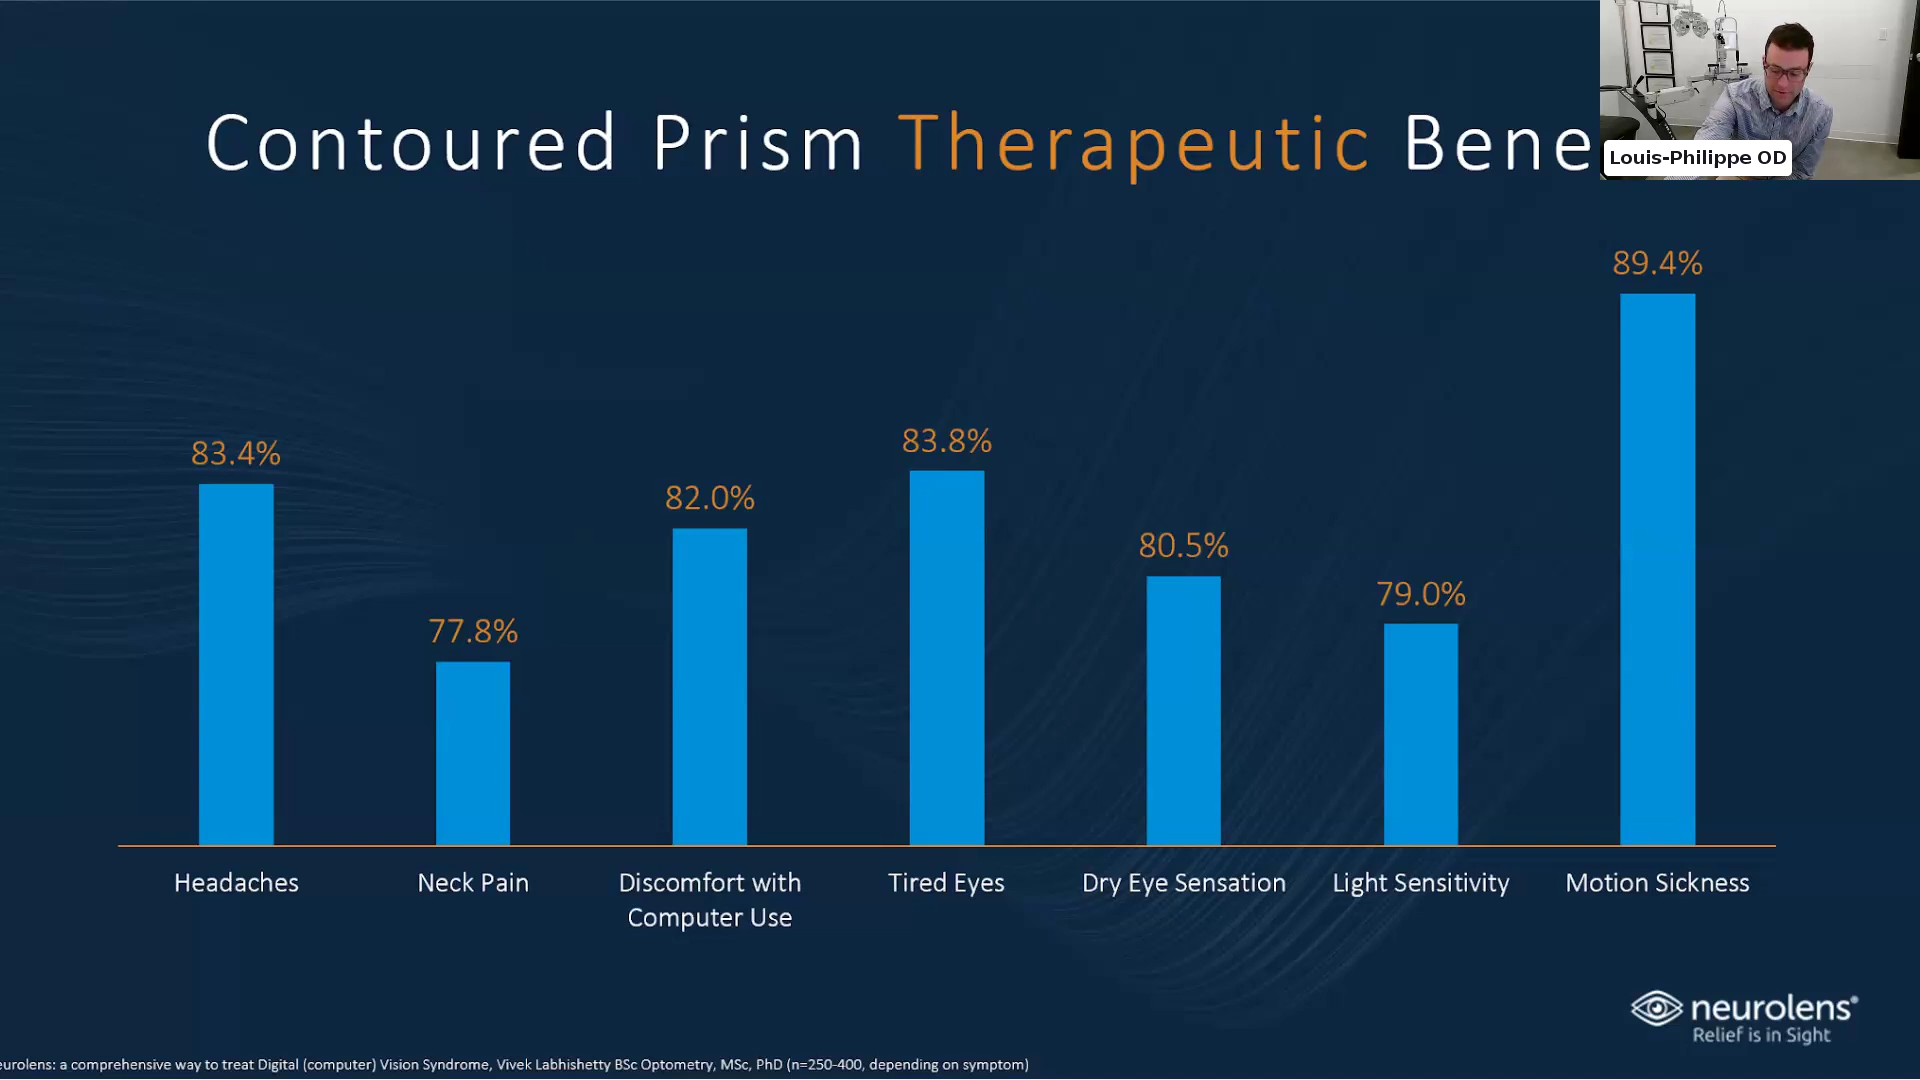 Contoured Prism Therapeutic Bene
Louis-Philippe OD
89.4%
83.4%
83.8%
82.0%
80.5%
79.0%
77.8%
Headaches
Neck Pain
Discomfort with
Computer Use
Tired Eyes
Dry Eye Sensation
Light Sensitivity
Motion Sickness
neurolens®
Relief is in Sight
eurolens: a comprehensive way to treat Digital (computer) Vision Syndrome, Vivek Labhishetty BSc Optometry, MSc, PhD (n=250-400, depending on symptom)